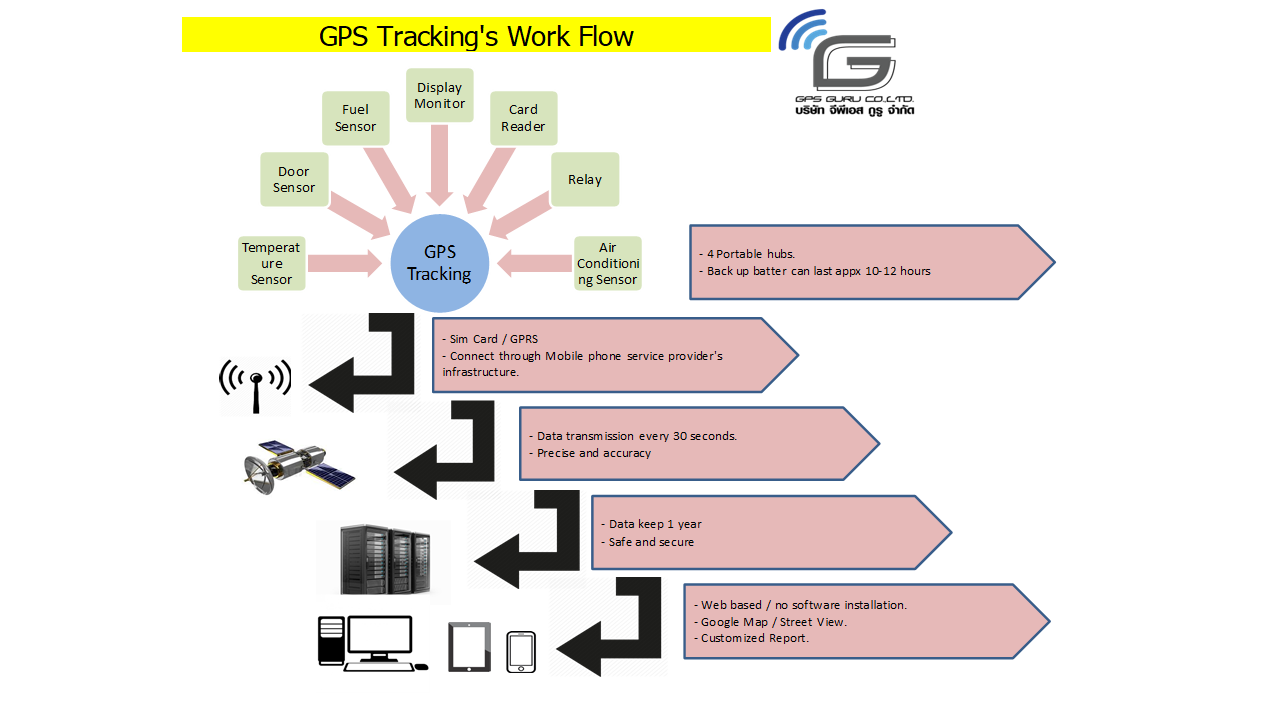 GPS Tracking's Work Flow
GPS GURU CO.,LTD.
บริษัท จีพีเอส กูรู จำกัด
Display
Monitor
Fuel
Sensor
Card
Reader
Door
Sensor
Relay
Temperat
ure
Sensor
GPS
Tracking
Air
Conditioni
ng Sensor
- 4 Portable hubs.
- Back up batter can last appx 10-12 hours
- Sim Card / GPRS
- Connect through Mobile phone service provider's
infrastructure.
- Data transmission every 30 seconds.
- Precise and accuracy
- Data keep 1 year
- Safe and secure
- Web based / no software installation.
- Google Map / Street View.
- Customized Report.